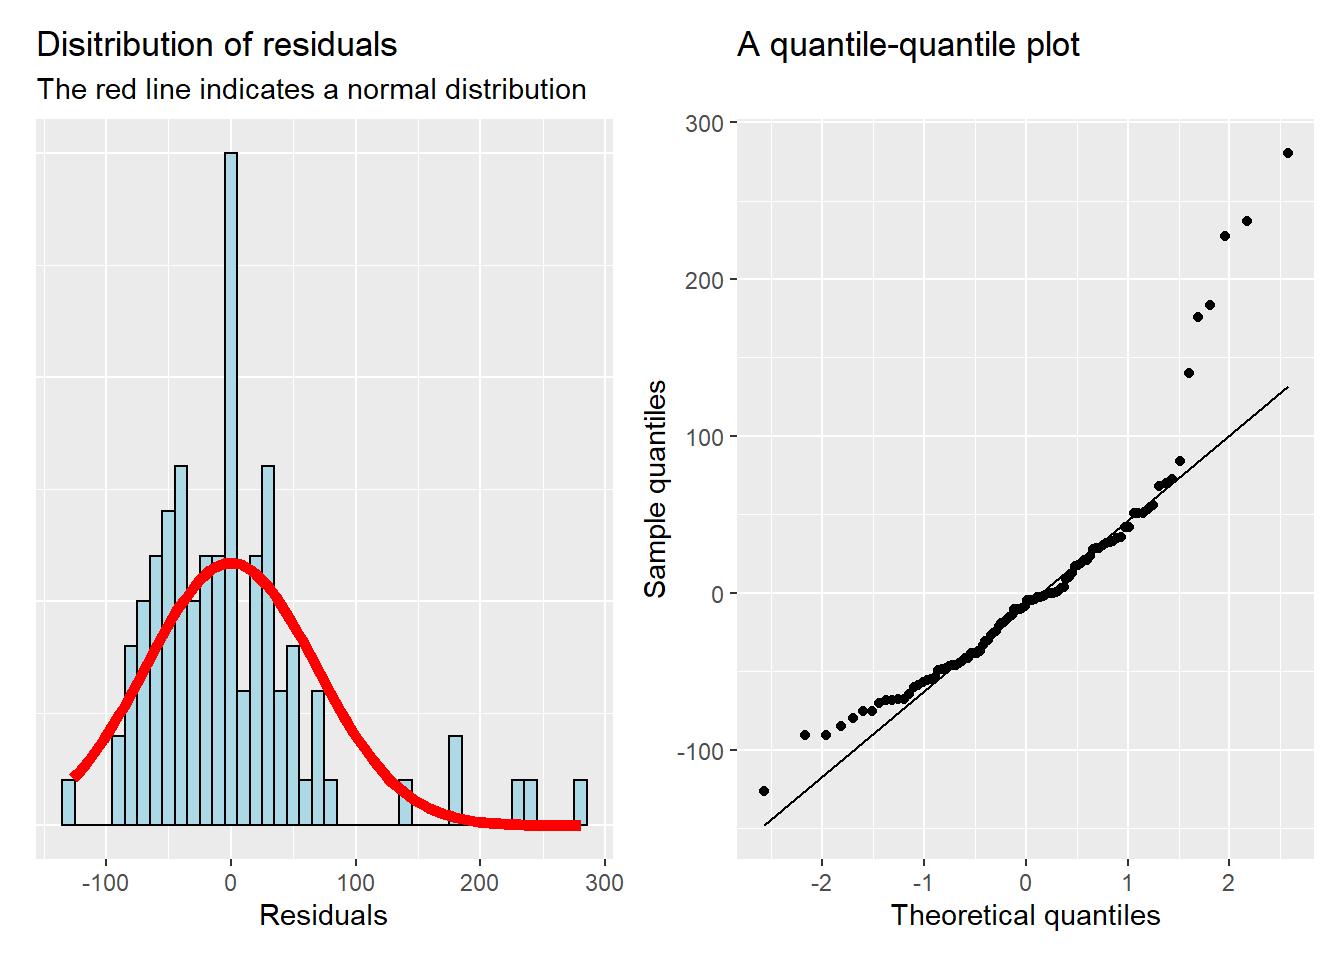 Disitribution of residuals
The red line indicates a normal distribution
-100
0
100
200
300
Residuals
A quantile-quantile plot
300
200
100
0
-100
Sample quantiles
-2
-1
0
1
2
Theoretical quantiles